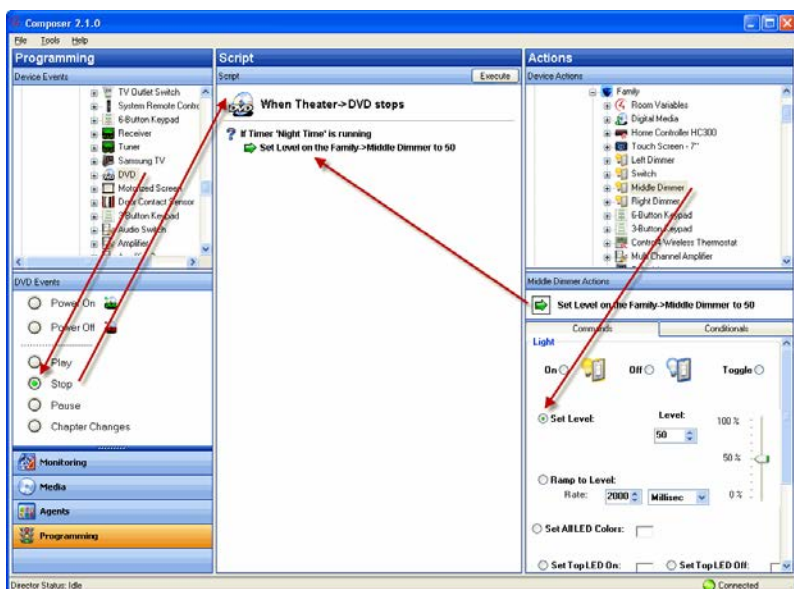 Composer 2.1.0
File Tools Help
Programming
Device Events
TV Outlet Switch
System Remote Contr
6-Button Keypad
Receiver
Tuner
Samsung TV
DVD
Motorized Screen
Door Contact Sensor
3-Button Keypad
Audio Switch
Amplifier
DVD Events
Power On
Power Off
Play
Stop
Pause
Chapter Changes
Monitoring
Media
Agents
Programming
Director Status: Idle
Script
Script Execute
When Theater->DVD stops
? If Timer 'Night Time' is running
Set Level on the Family->Middle Dimmer to 50
Actions
Device Actions
Family
Room Variables
Digital Media
Home Controller HC300
Touch Screen - 7"
Left Dimmer
Switch
Middle Dimmer
Right Dimmer
6-Button Keypad
3-Button Keypad
Control4 Wireless Thermostat
Multi Channel Amplifier
Middle Dimmer Actions
Set Level on the Family->Middle Dimmer to 50
Commands Conditionals
Light
On Off Toggle
Set Level: Level: 100 %
50
50 %
Ramp to Level:
Rate: 2000 Millisec 0 %
Set All LED Colors:
Set Top LED On: Set Top LED Off:
Connected